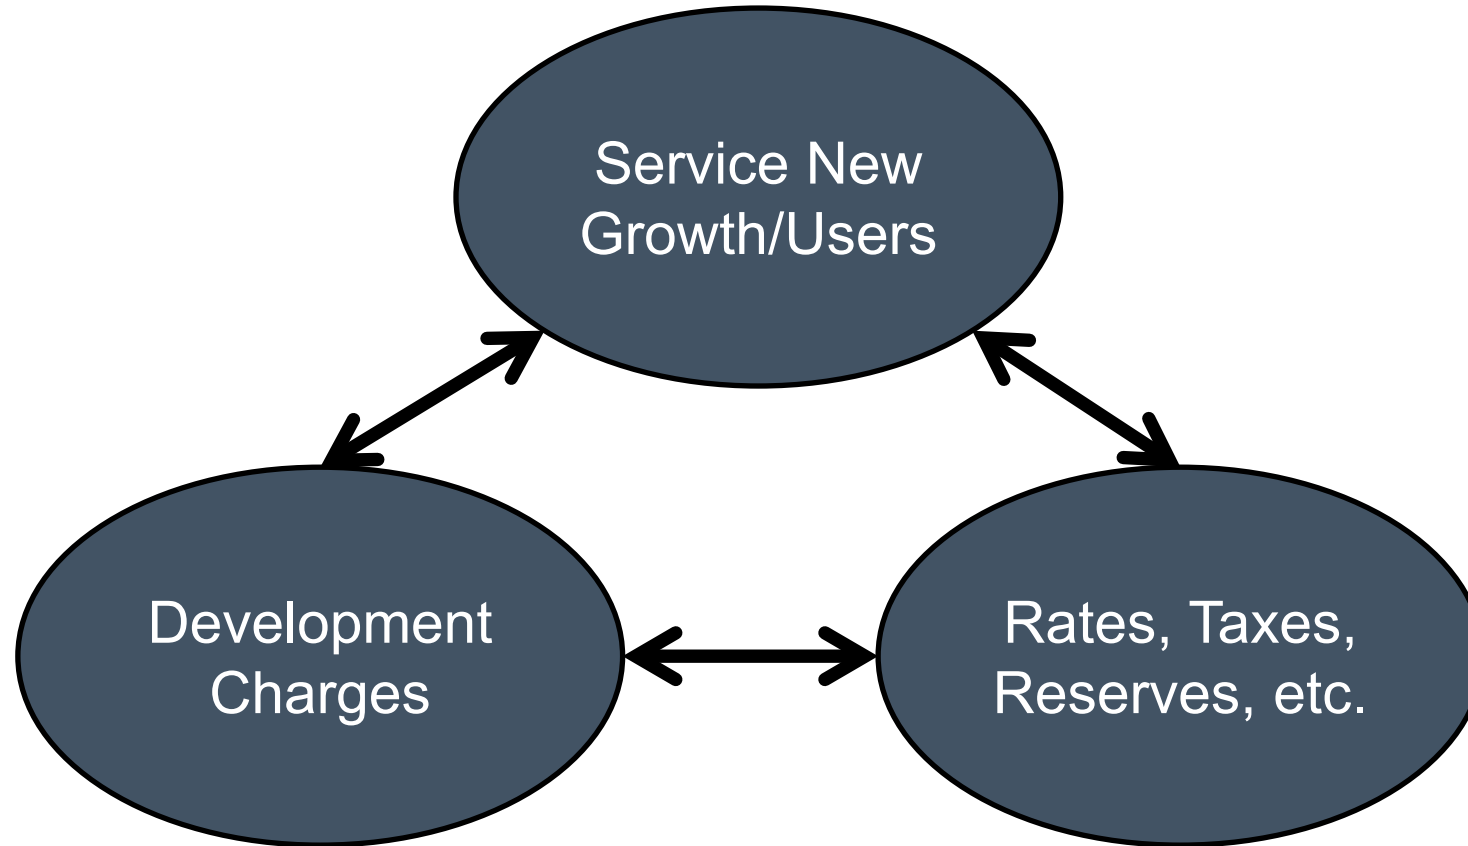 Service New
Growth/Users
Development
Charges
Rates, Taxes,
Reserves, etc.